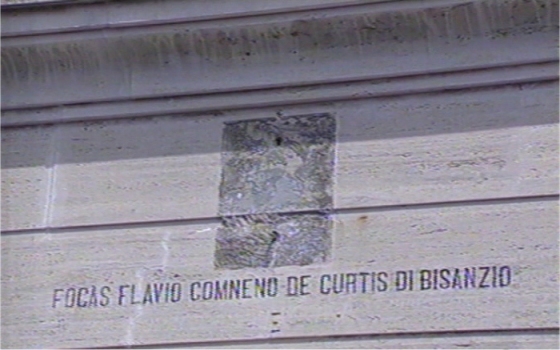 FOCAS FLAVIO COMNENO DE CURTIS DI BISANZIO
E